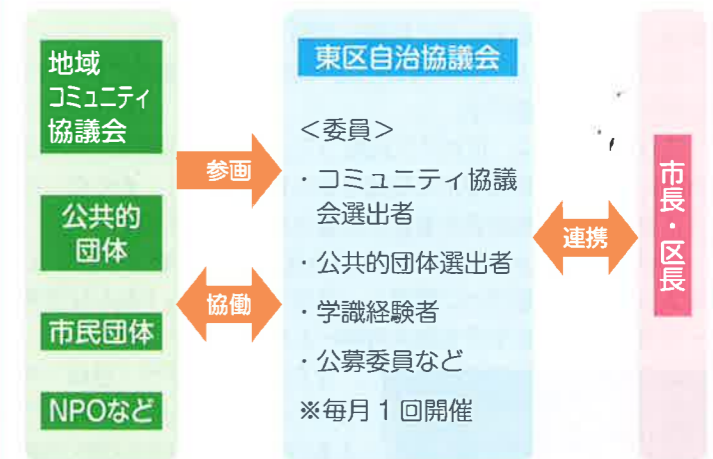 地域
コミュニティ
協議会
公共的
団体
市民団体
NPOなど
参画
協働
東区自治協議会
＜委員＞
・コミュニティ協議
会選出者
・公共的団体選出者
・学識経験者
・公募委員など
※毎月１回開催
連携
市長・区長